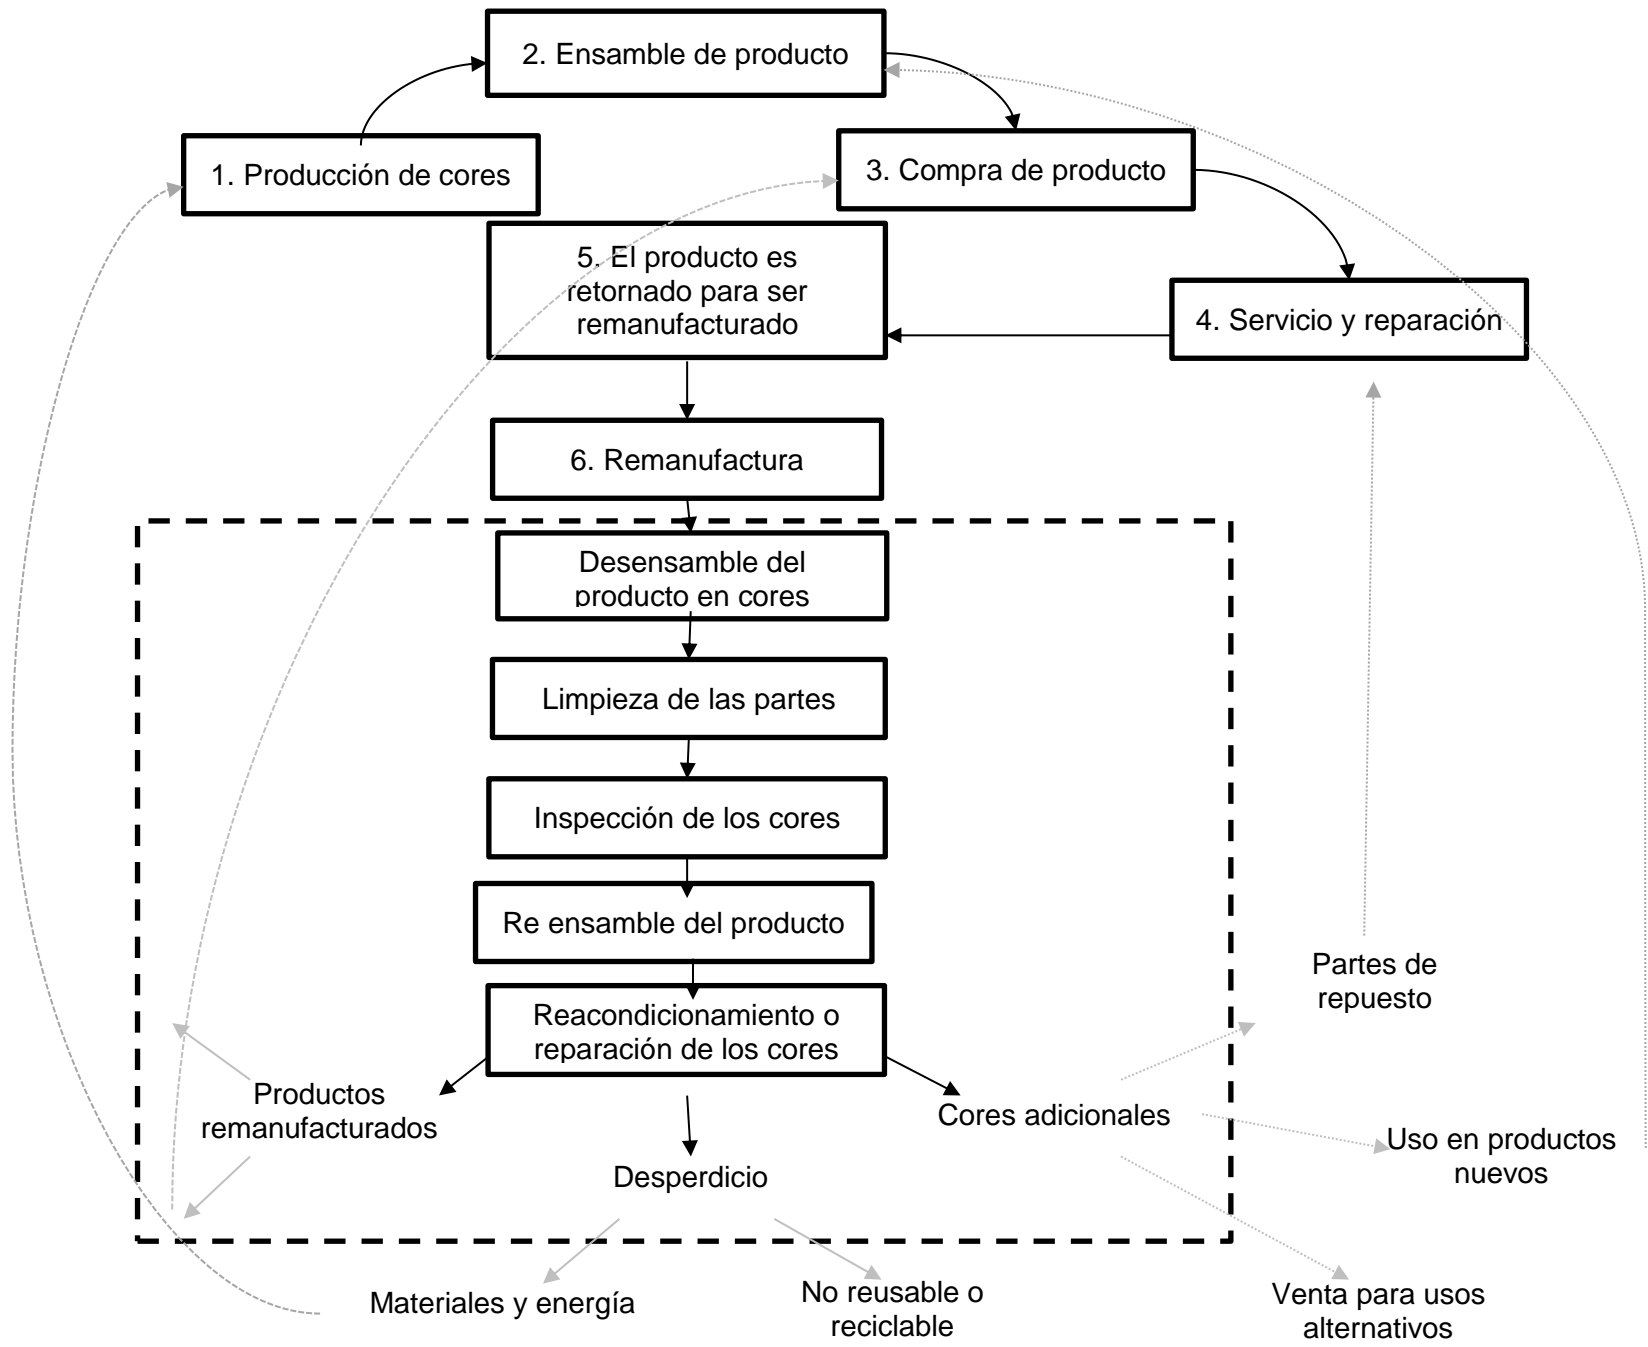 2. Ensamble de producto
1. Producción de cores
3. Compra de producto
5. El producto es
retornado para ser
remanufacturado
4. Servicio y reparación
6. Remanufactura
Desensamble del
producto en cores
Limpieza de las partes
Inspección de los cores
Re ensamble del producto
Reacondicionamiento o
reparación de los cores
Partes de
repuesto
Productos
remanufacturados
Cores adicionales
Uso en productos
nuevos
Desperdicio
Materiales y energía
No reusable o
reciclable
Venta para usos
alternativos